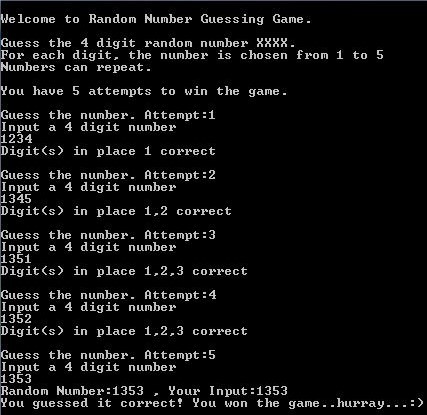 Welcome to Random Number Guessing Game.
Guess the 4 digit random number XXXX.
For each digit, the number is chosen from 1 to 5
Numbers can repeat.
You have 5 attempts to win the game.
Guess the number. Attempt:1
Input a 4 digit number
1234
Digit(s) in place 1 correct
Guess the number. Attempt:2
Input a 4 digit number
1345
Digit(s) in place 1,2 correct
Guess the number. Attempt:3
Input a 4 digit number
1351
Digit(s) in place 1,2,3 correct
Guess the number. Attempt:4
Input a 4 digit number
1352
Digit(s) in place 1,2,3 correct
Guess the number. Attempt:5
Input a 4 digit number
1353
Random Number:1353 , Your Input:1353
You guessed it correct! You won the game..hurray...:)